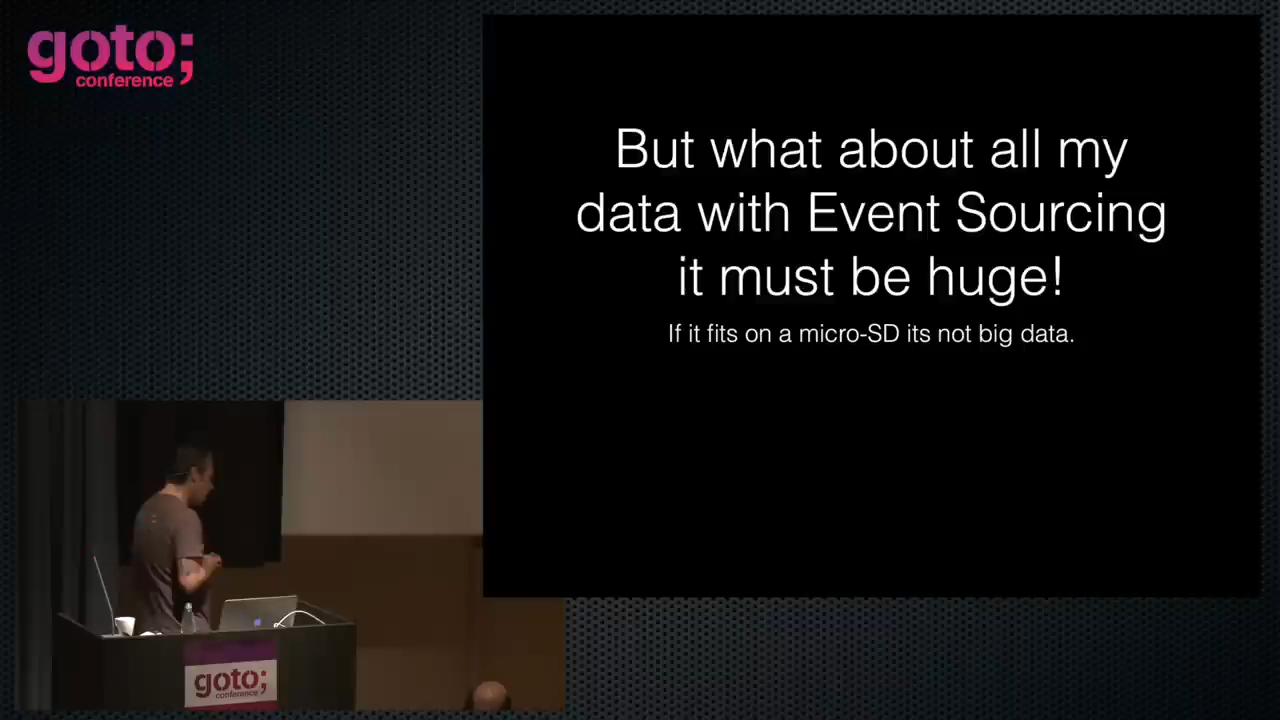 goto;
conference
But what about all my
data with Event Sourcing
it must be huge!
If it fits on a micro-SD its not big data.
goto;
conference